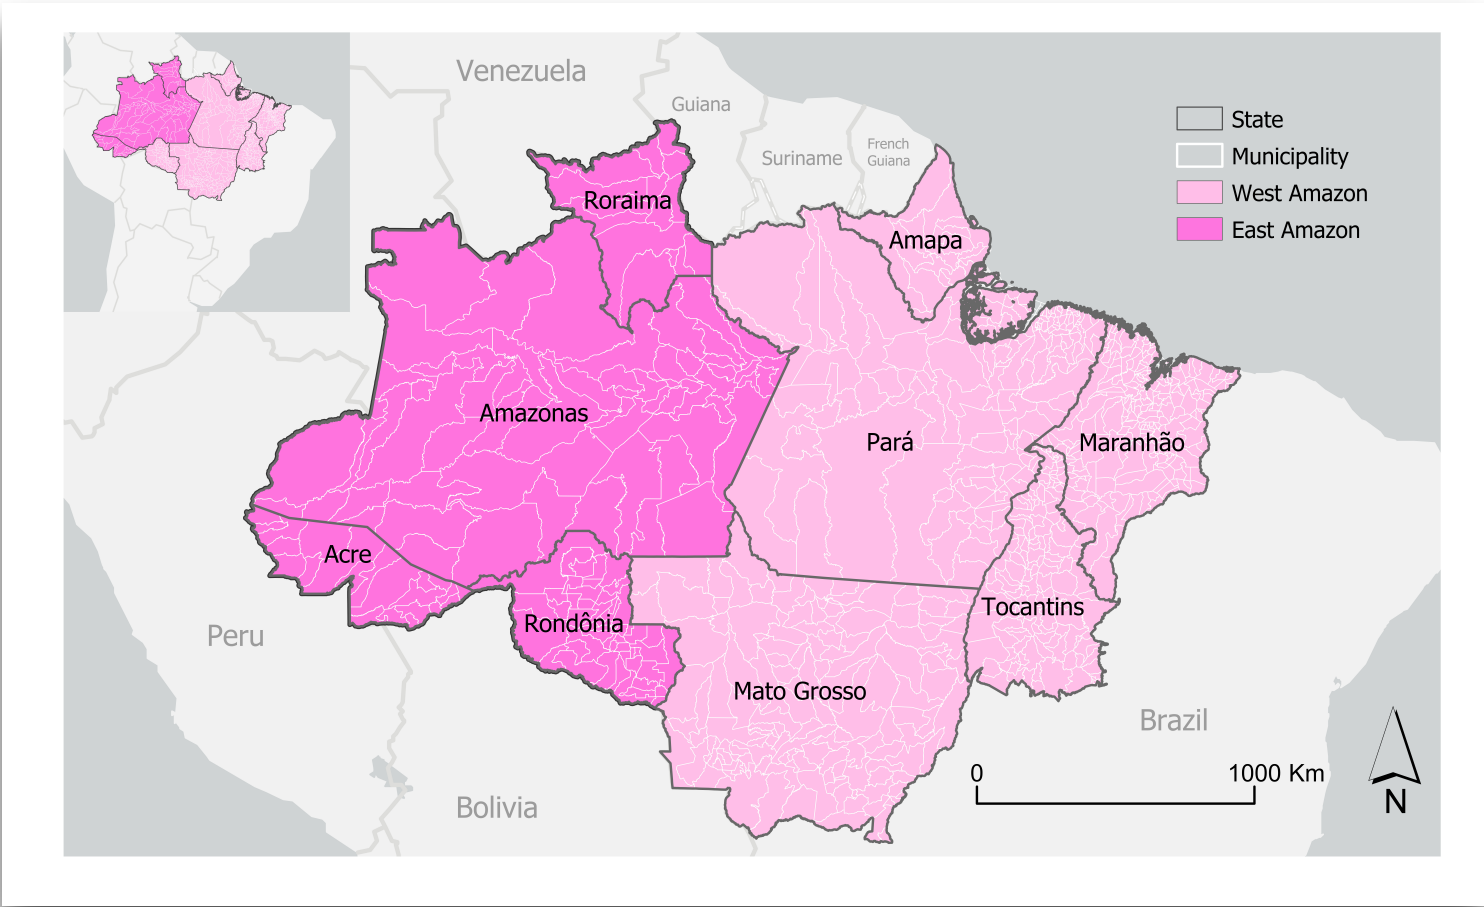 Venezuela
Guiana
Suriname
French
Guiana
State
Municipality
West Amazon
East Amazon
Roraima
Amapa
Amazonas
Pará
Maranhão
Acre
Rondônia
Tocantins
Peru
Mato Grosso
Brazil
Bolivia
0
1000 Km
N